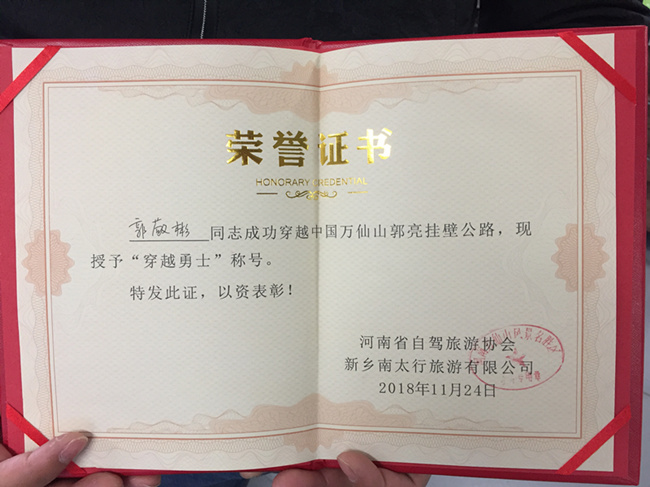 荣誉证书
HONORARY CREDENTIAL
郭敬彬同志成功穿越中国万仙山郭亮挂壁公路，现
授予“穿越勇士”称号。
特发此证，以资表彰！
河南省自驾旅游协会
新乡南太行旅游有限公司
2018年11月24日